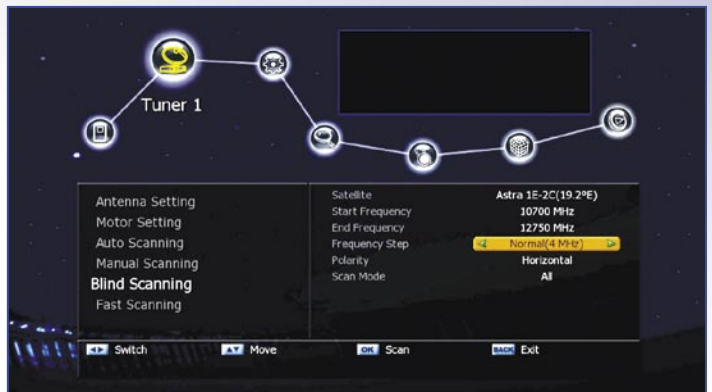 Tuner 1
Antenna Setting
Motor Setting
Auto Scanning
Manual Scanning
Blind Scanning
Fast Scanning
Satellite Astra 1E-2C(19.2ºE)
Start Frequency 10700 MHz
End Frequency 12750 MHz
Frequency Step Normal(4 MHz)
Polarity Horizontal
Scan Mode All
Switch Move OK Scan BACK Exit